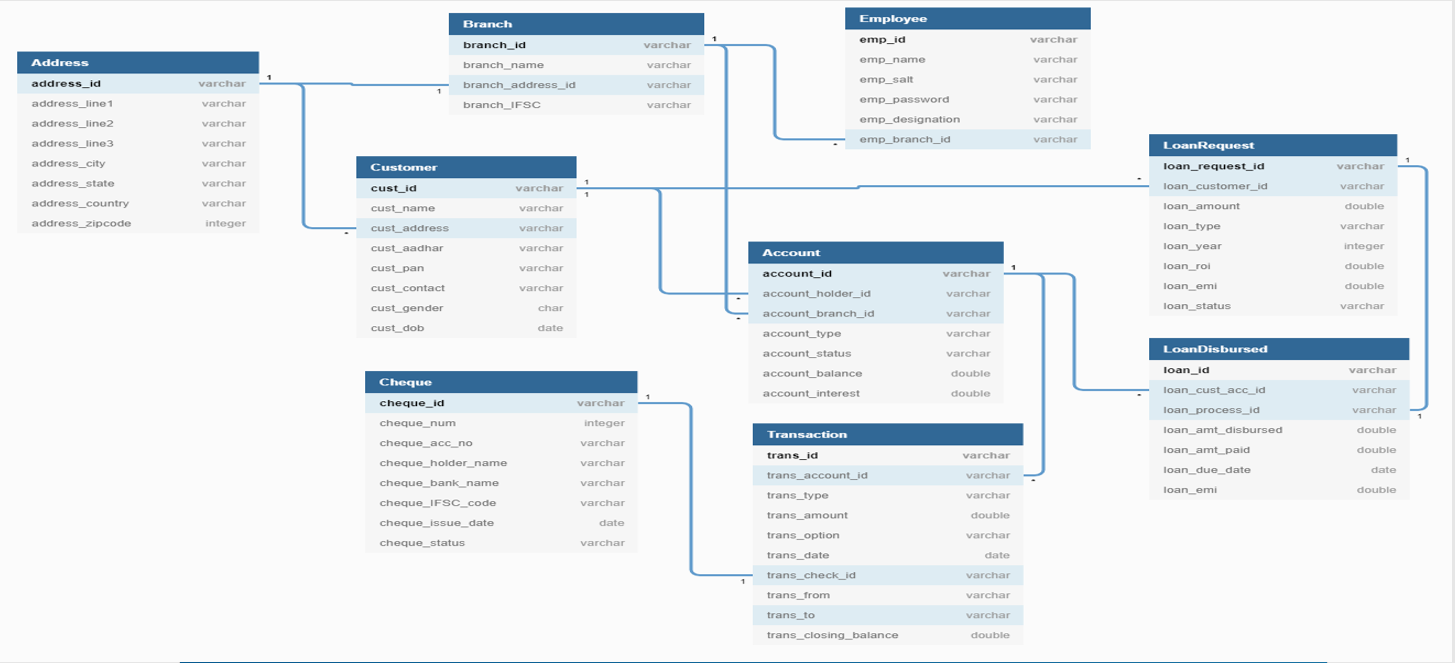 Address
address_id varchar
address_line1 varchar
address_line2 varchar
address_line3 varchar
address_city varchar
address_state varchar
address_country varchar
address_zipcode integer
1
1
-
Branch
branch_id varchar
branch_name varchar
branch_address_id varchar
branch_IFSC varchar
1
-
Employee
emp_id varchar
emp_name varchar
emp_salt varchar
emp_password varchar
emp_designation varchar
emp_branch_id varchar
Customer
cust_id varchar
cust_name varchar
cust_address varchar
cust_aadhar varchar
cust_pan varchar
cust_contact varchar
cust_gender char
cust_dob date
1
1
-
-
-
Account
account_id varchar
account_holder_id varchar
account_branch_id varchar
account_type varchar
account_status varchar
account_balance double
account_interest double
1
-
-
LoanRequest
loan_request_id varchar
loan_customer_id varchar
loan_amount double
loan_type varchar
loan_year integer
loan_roi double
loan_emi double
loan_status varchar
1
1
LoanDisbursed
loan_id varchar
loan_cust_acc_id varchar
loan_process_id varchar
loan_amt_disbursed double
loan_amt_paid double
loan_due_date date
loan_emi double
Cheque
cheque_id varchar
cheque_num integer
cheque_acc_no varchar
cheque_holder_name varchar
cheque_bank_name varchar
cheque_IFSC_code varchar
cheque_issue_date date
cheque_status varchar
1
1
Transaction
trans_id varchar
trans_account_id varchar
trans_type varchar
trans_amount double
trans_option varchar
trans_date date
trans_check_id varchar
trans_from varchar
trans_to varchar
trans_closing_balance double